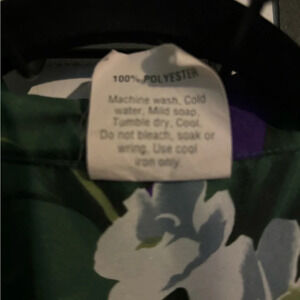 100% POLYESTER
Machine wash, Cold
water, Mild soap
Tumble dry, Cool.
Do not bleach, soak or
wring. Use cool
iron only